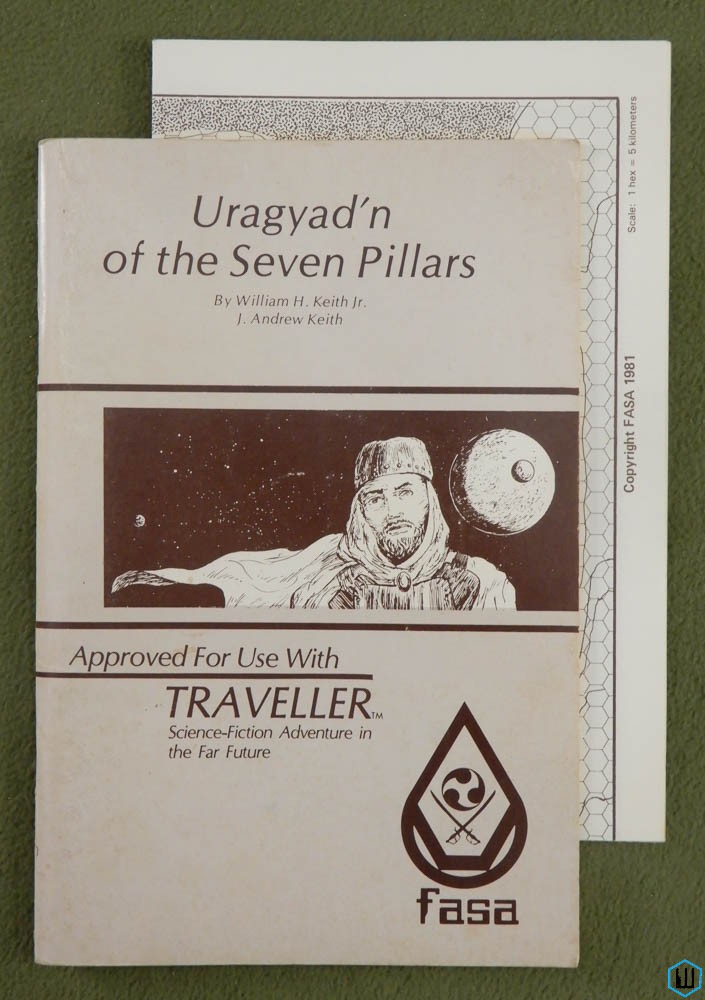 Uragyad'n
of the Seven Pillars
By William H. Keith Jr.
J. Andrew Keith
Approved For Use With
TRAVELLER™
Science-Fiction Adventure in
the Far Future
fasa
Scale: 1 hex = 5 kilometers
Copyright FASA 1981